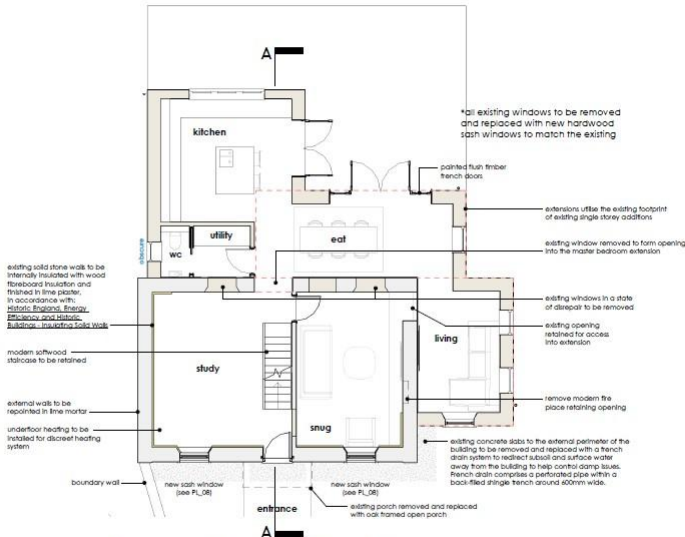 A
kitchen
*all existing windows to be removed
and replaced with new hardwood
sash windows to match the existing
painted flush timber
french doors
extensions utilise the existing footprint
of existing single storey additions
utility
eat
obscure
wc
existing window removed to form opening
into the master bedroom extension
existing solid stone walls to be
internally insulated with wood
fibreboard insulation and
finished in lime plaster,
in accordance with:
Historic England, Energy
Efficiency and Historic
Buildings - Insulating Solid Walls
existing windows in a state
of disrepair to be removed
existing opening
retained for access
into extension
living
modern softwood
staircase to be retained
study
external walls to be
repointed in lime mortar
remove modern fire
place retaining opening
underfloor heating to be
installed for discreet heating
system
snug
existing concrete slabs to the external perimeter of the
building to be removed and replaced with a french
drain system to redirect subsoil and surface water
away from the building to help control damp issues.
French drain comprises a perforated pipe within a
back-filled shingle trench around 600mm wide.
boundary wall
new sash window
(see PL_08)
new sash window
(see PL_08)
entrance
existing porch removed and replaced
with oak framed open porch
A